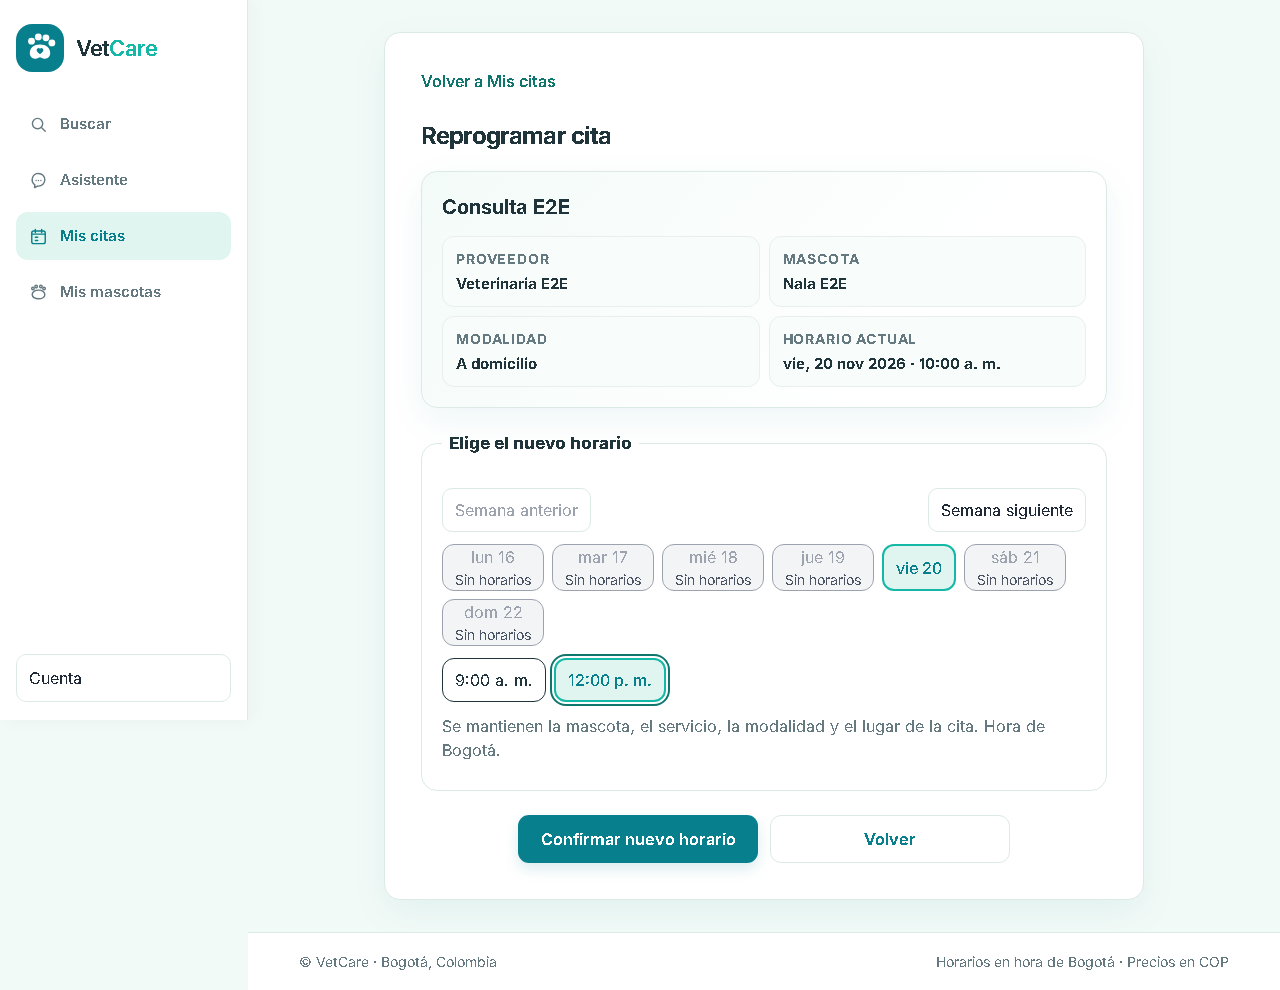 VetCare
Buscar
Asistente
Mis citas
Mis mascotas
Cuenta
Volver a Mis citas
Reprogramar cita
Consulta E2E
PROVEEDOR
Veterinaria E2E
MASCOTA
Nala E2E
MODALIDAD
A domicilio
HORARIO ACTUAL
vie, 20 nov 2026 · 10:00 a. m.
Elige el nuevo horario
Semana anterior
Semana siguiente
lun 16
Sin horarios
mar 17
Sin horarios
mié 18
Sin horarios
jue 19
Sin horarios
vie 20
sáb 21
Sin horarios
dom 22
Sin horarios
9:00 a. m.
12:00 p. m.
Se mantienen la mascota, el servicio, la modalidad y el lugar de la cita. Hora de
Bogotá.
Confirmar nuevo horario
Volver
© VetCare · Bogotá, Colombia
Horarios en hora de Bogotá · Precios en COP